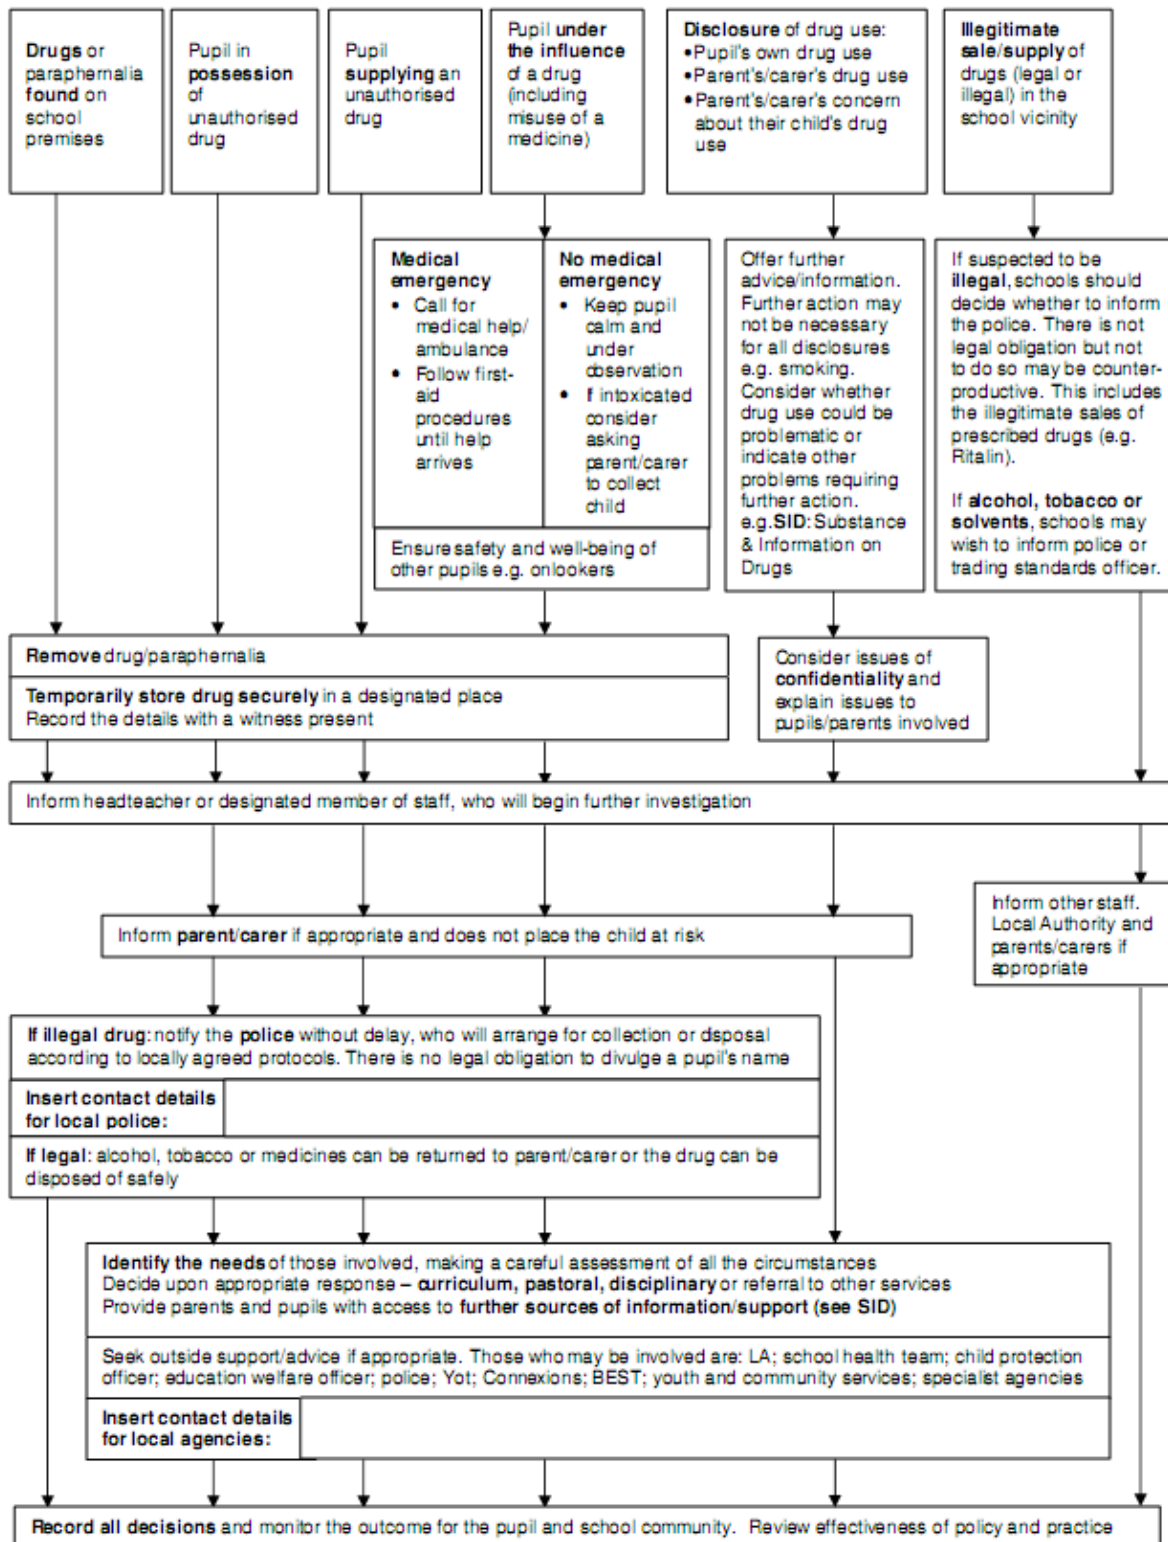 Drugs or
paraphernalia
found on
school
premises
Pupil in
possession
of
unauthorised
drug
Pupil
supplying an
unauthorised
drug
Pupil under
the influence
of a drug
(including
misuse of a
medicine)
Disclosure of drug use:
•Pupil's own drug use
•Parent's/carer's drug use
•Parent's/carer's concern
about their child's drug
use
Illegitimate
sale/supply of
drugs (legal or
illegal) in the
school vicinity
Medical
emergency
• Call for
medical help/
ambulance
• Follow first-
aid
procedures
until help
arrives
No medical
emergency
• Keep pupil
calm and
under
observation
• If intoxicated
consider
asking
parent/carer
to collect
child
Ensure safety and well-being of
other pupils e.g. onlookers
Offer further
advice/information.
Further action may
not be necessary
for all disclosures
e.g. smoking.
Consider whether
drug use could be
problematic or
indicate other
problems requiring
further action.
e.g.SID: Substance
& Information on
Drugs
If suspected to be
illegal, schools should
decide whether to inform
the police. There is not
legal obligation but not
to do so may be counter-
productive. This includes
the illegitimate sales of
prescribed drugs (e.g.
Ritalin).
If alcohol, tobacco or
solvents, schools may
wish to inform police or
trading standards officer.
Remove drug/paraphernalia
Temporarily store drug securely in a designated place
Record the details with a witness present
Consider issues of
confidentiality and
explain issues to
pupils/parents involved
Inform headteacher or designated member of staff, who will begin further investigation
Inform parent/carer if appropriate and does not place the child at risk
Inform other staff.
Local Authority and
parents/carers if
appropriate
If illegal drug: notify the police without delay, who will arrange for collection or disposal
according to locally agreed protocols. There is no legal obligation to divulge a pupil's name
Insert contact details
for local police:
If legal: alcohol, tobacco or medicines can be returned to parent/carer or the drug can be
disposed of safely
Identify the needs of those involved, making a careful assessment of all the circumstances
Decide upon appropriate response – curriculum, pastoral, disciplinary or referral to other services
Provide parents and pupils with access to further sources of information/support (see SID)
Seek outside support/advice if appropriate. Those who may be involved are: LA; school health team; child protection
officer; education welfare officer; police; Yot; Connexions; BEST; youth and community services; specialist agencies
Insert contact details
for local agencies:
Record all decisions and monitor the outcome for the pupil and school community. Review effectiveness of policy and practice